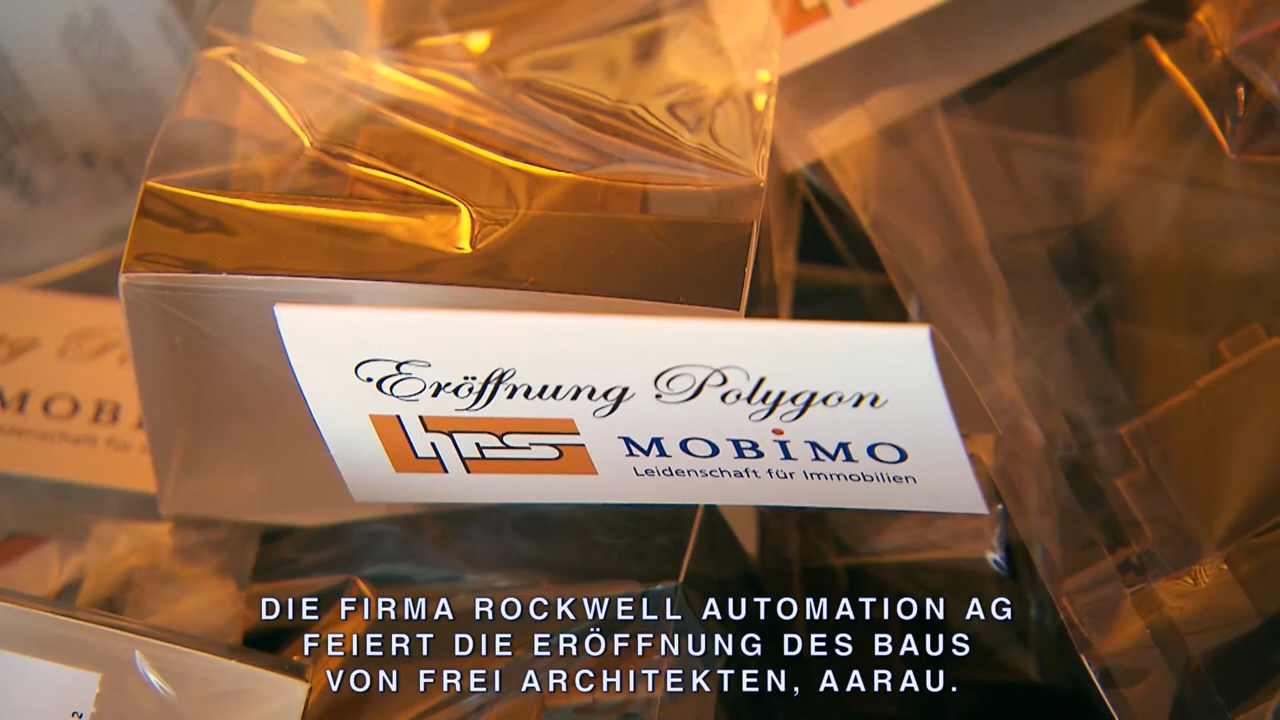 Eröffnung Polygon
hrs MOBIMO
Leidenschaft für Immobilien
MOBI
DIE FIRMA ROCKWELL AUTOMATION AG
FEIERT DIE ERÖFFNUNG DES BAUS
VON FREI ARCHITEKTEN, AARAU.